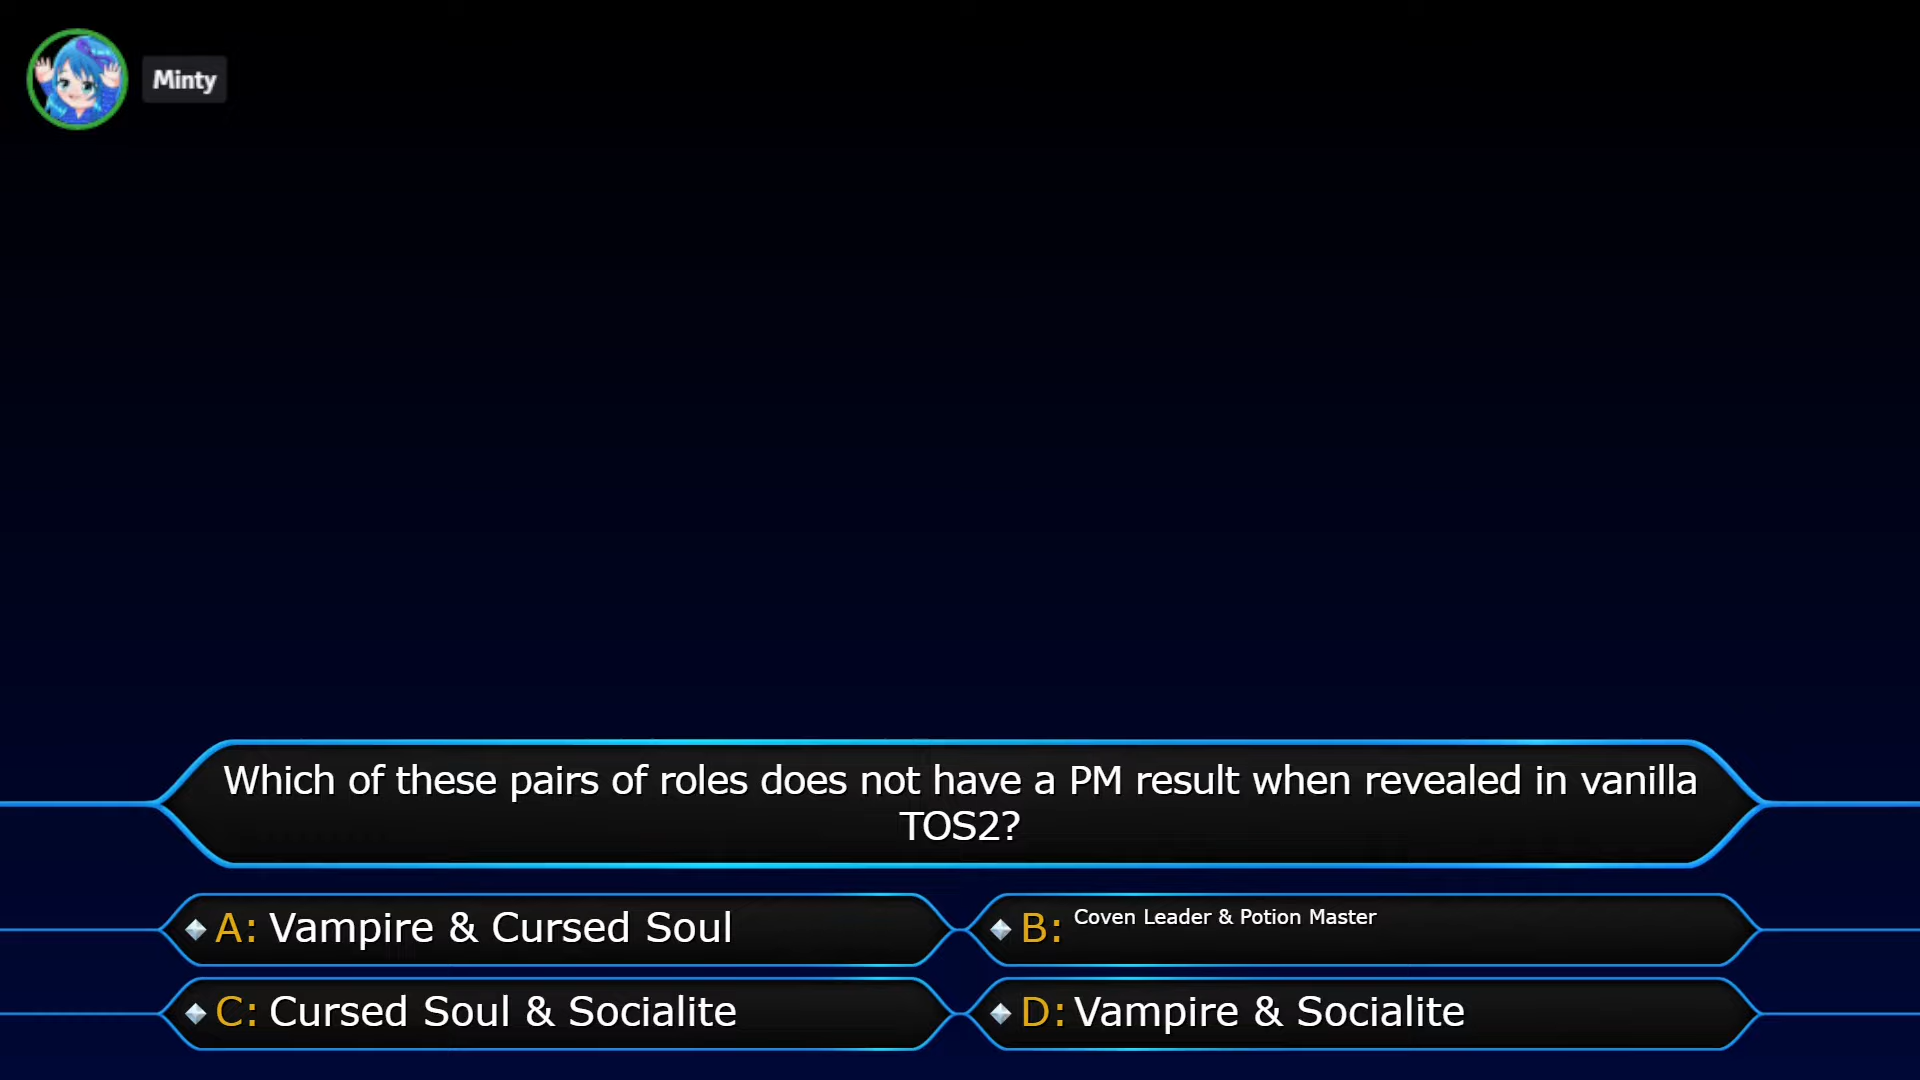 Minty
Which of these pairs of roles does not have a PM result when revealed in vanilla
TOS2?
A: Vampire & Cursed Soul
B: Coven Leader & Potion Master
C: Cursed Soul & Socialite
D: Vampire & Socialite